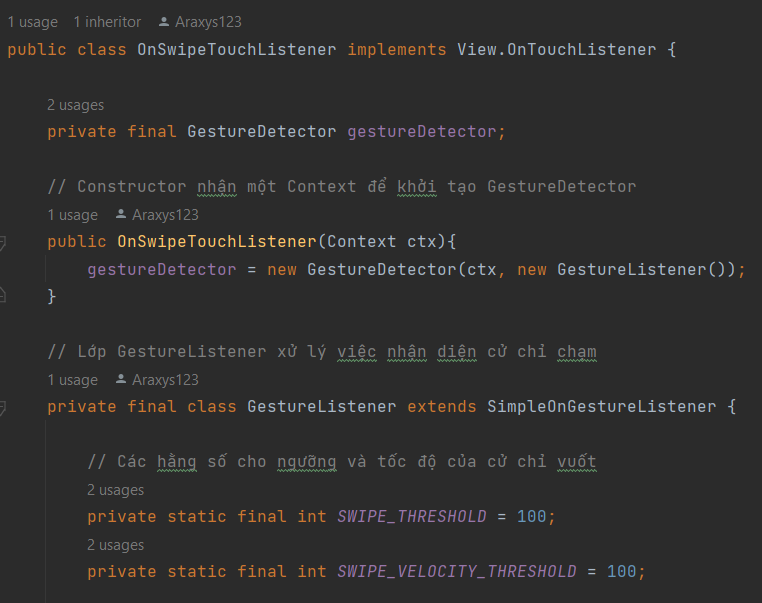 1 usage 1 inheritor Araxys123
public class OnSwipeTouchListener implements View.OnTouchListener {
2 usages
private final GestureDetector gestureDetector;
// Constructor nhận một Context để khởi tạo GestureDetector
1 usage Araxys123
public OnSwipeTouchListener(Context ctx){
gestureDetector = new GestureDetector(ctx, new GestureListener());
}
// Lớp GestureListener xử lý việc nhận diện cử chỉ chạm
1 usage Araxys123
private final class GestureListener extends SimpleOnGestureListener {
// Các hằng số cho ngưỡng và tốc độ của cử chỉ vuốt
2 usages
private static final int SWIPE_THRESHOLD = 100;
2 usages
private static final int SWIPE_VELOCITY_THRESHOLD = 100;